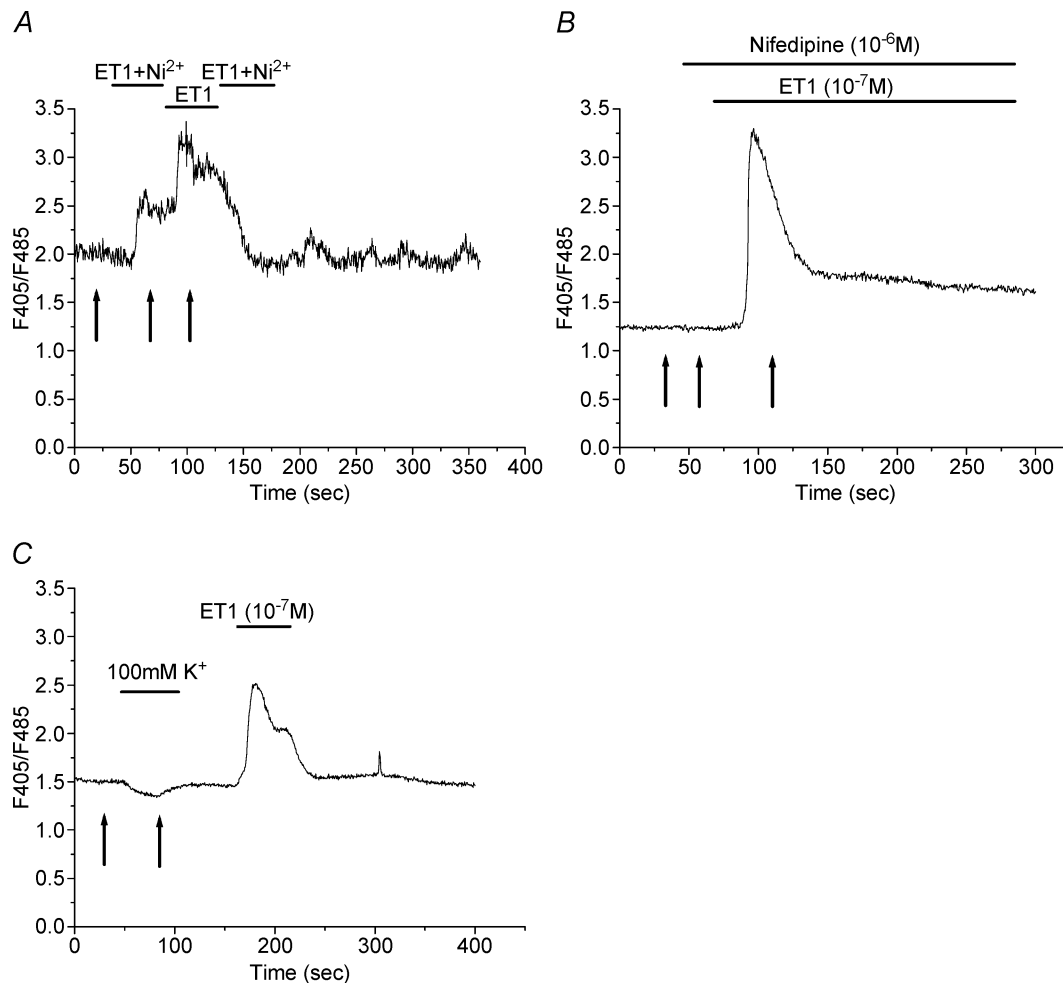 A
ET1+Ni2+ ET1+Ni2+
ET1
3.5
3.0
2.5
2.0
1.5
1.0
0.5
0.0
F405/F485
0 50 100 150 200 250 300 350 400
Time (sec)
B
Nifedipine (10-6M)
ET1 (10-7M)
3.5
3.0
2.5
2.0
1.5
1.0
0.5
0.0
F405/F485
0 50 100 150 200 250 300
Time (sec)
C
ET1 (10-7M)
100mM K+
3.5
3.0
2.5
2.0
1.5
1.0
0.5
0.0
F405/F485
0 100 200 300 400
Time (sec)